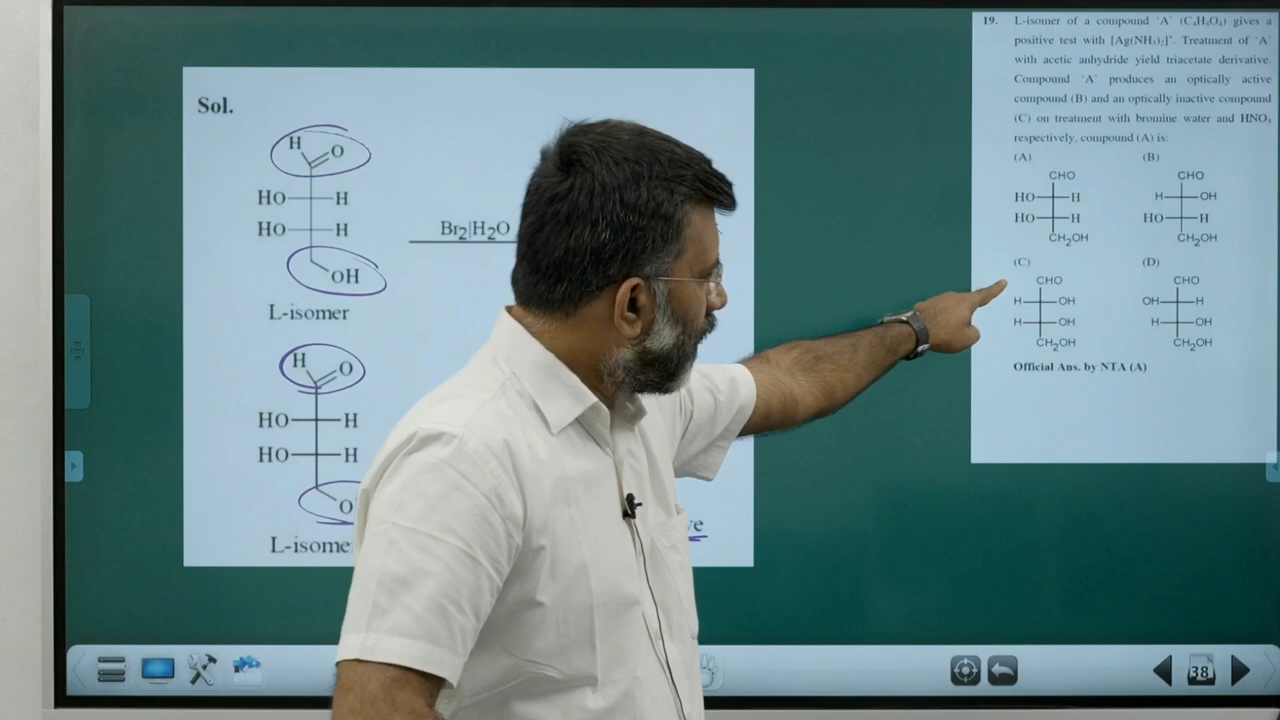 Sol.
H
O
HO H
HO H
OH
L-isomer
Br₂|H₂O
H
O
HO H
HO H
O
L-isome
ve
19. L-isomer of a compound 'A' (C₄H₈O₄) gives a
positive test with [Ag(NH₃)₂]⁺. Treatment of 'A'
with acetic anhydride yield triacetate derivative.
Compound 'A' produces an optically active
compound (B) and an optically inactive compound
(C) on treatment with bromine water and HNO₃
respectively, compound (A) is:
(A) (B)
CHO CHO
HO H H OH
HO H HO H
CH₂OH CH₂OH
(C) (D)
CHO CHO
H OH OH H
H OH H OH
CH₂OH CH₂OH
Official Ans. by NTA (A)
38